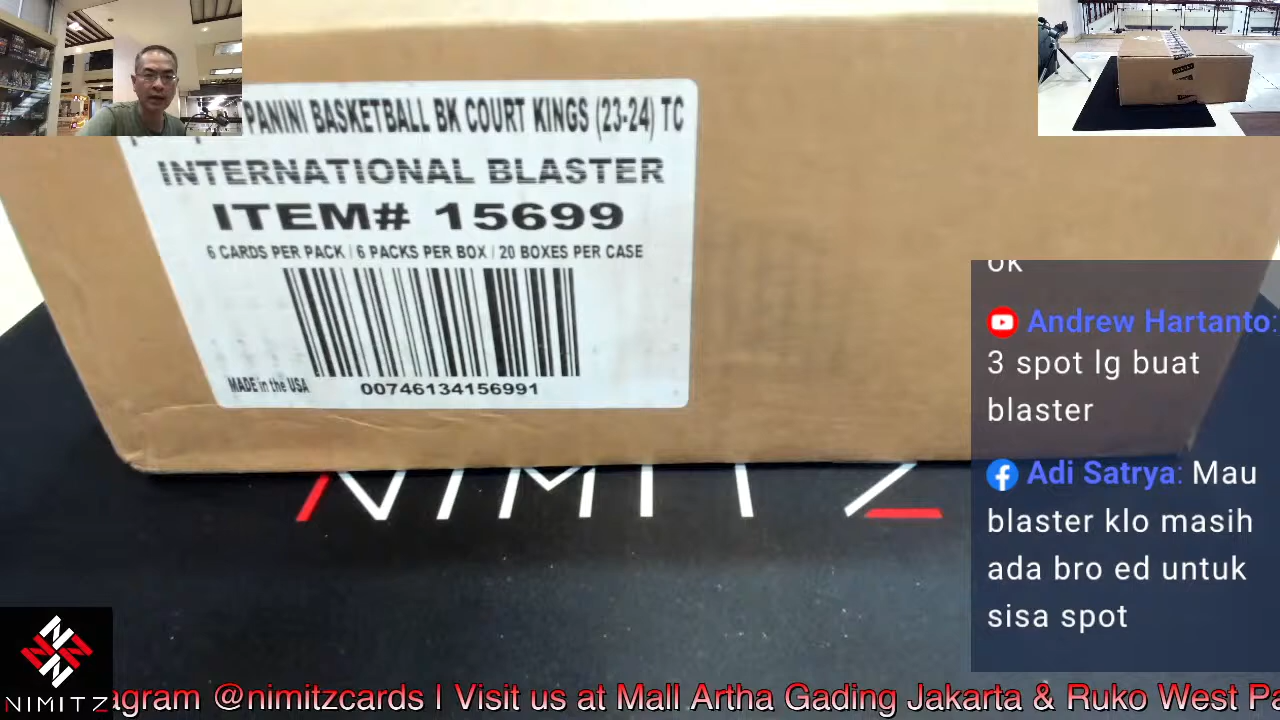 PANINI BASKETBALL BK COURT KINGS (23-24) TC
INTERNATIONAL BLASTER
ITEM# 15699
6 CARDS PER PACK / 6 PACKS PER BOX / 20 BOXES PER CASE
MADE in the USA
00746134156991
NIMITZ
ok
Andrew Hartanto:
3 spot lg buat
blaster
Adi Satrya: Mau
blaster klo masih
ada bro ed untuk
sisa spot
NIMITZ
agram @nimitzcards | Visit us at Mall Artha Gading Jakarta & Ruko West Pa